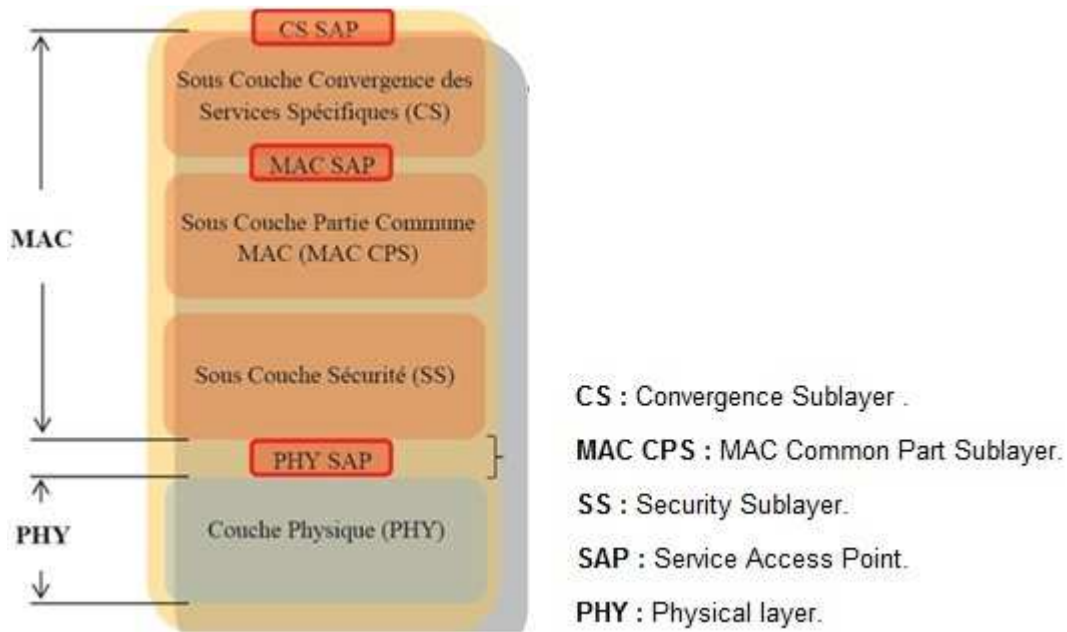 CS SAP
Sous Couche Convergence des
Services Spécifiques (CS)
MAC SAP
MAC
Sous Couche Partie Commune
MAC (MAC CPS)
Sous Couche Sécurité (SS)
PHY SAP
PHY
Couche Physique (PHY)
CS : Convergence Sublayer .
MAC CPS : MAC Common Part Sublayer.
SS : Security Sublayer.
SAP : Service Access Point.
PHY : Physical layer.